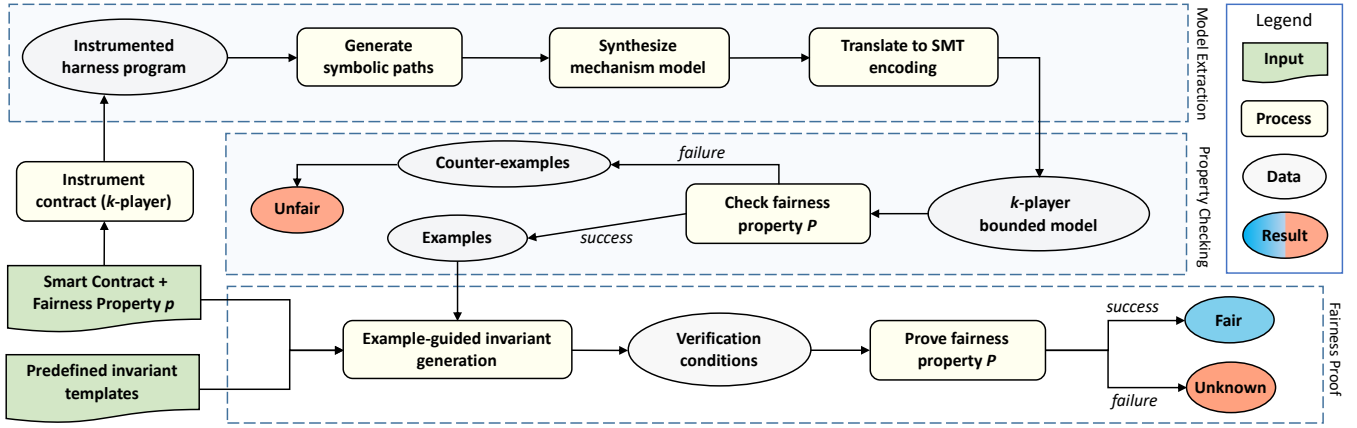 Instrumented
harness program
Generate
symbolic paths
Synthesize
mechanism model
Translate to SMT
encoding
Model Extraction
Legend
Input
Process
Data
Result
Instrument
contract (k-player)
Counter-examples
failure
Unfair
Check fairness
property P
k-player
bounded model
Examples
success
Property Checking
Smart Contract +
Fairness Property p
Predefined invariant
templates
Example-guided invariant
generation
Verification
conditions
Prove fairness
property P
success
Fair
Unknown
failure
Fairness Proof